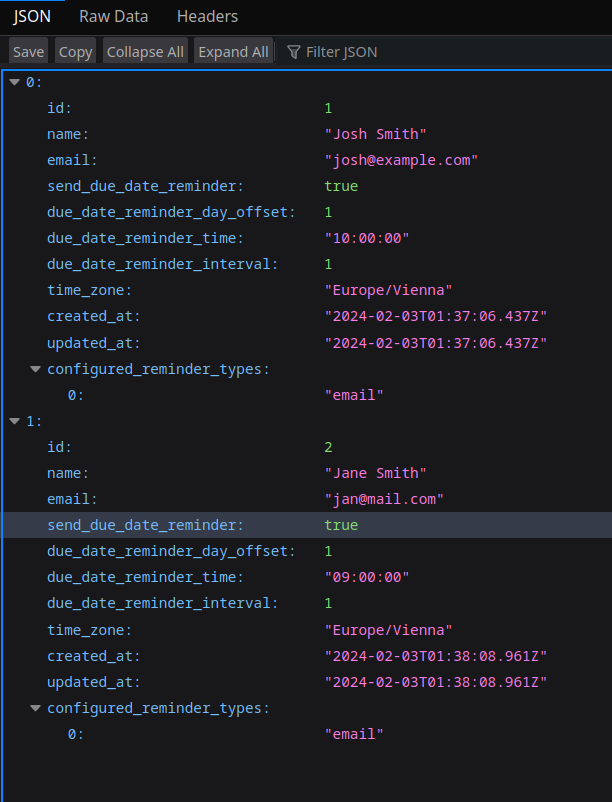 JSON Raw Data Headers
Save Copy Collapse All Expand All Filter JSON
0:
id: 1
name: "Josh Smith"
email: "josh@example.com"
send_due_date_reminder: true
due_date_reminder_day_offset: 1
due_date_reminder_time: "10:00:00"
due_date_reminder_interval: 1
time_zone: "Europe/Vienna"
created_at: "2024-02-03T01:37:06.437Z"
updated_at: "2024-02-03T01:37:06.437Z"
configured_reminder_types:
0: "email"
1:
id: 2
name: "Jane Smith"
email: "jan@mail.com"
send_due_date_reminder: true
due_date_reminder_day_offset: 1
due_date_reminder_time: "09:00:00"
due_date_reminder_interval: 1
time_zone: "Europe/Vienna"
created_at: "2024-02-03T01:38:08.961Z"
updated_at: "2024-02-03T01:38:08.961Z"
configured_reminder_types:
0: "email"